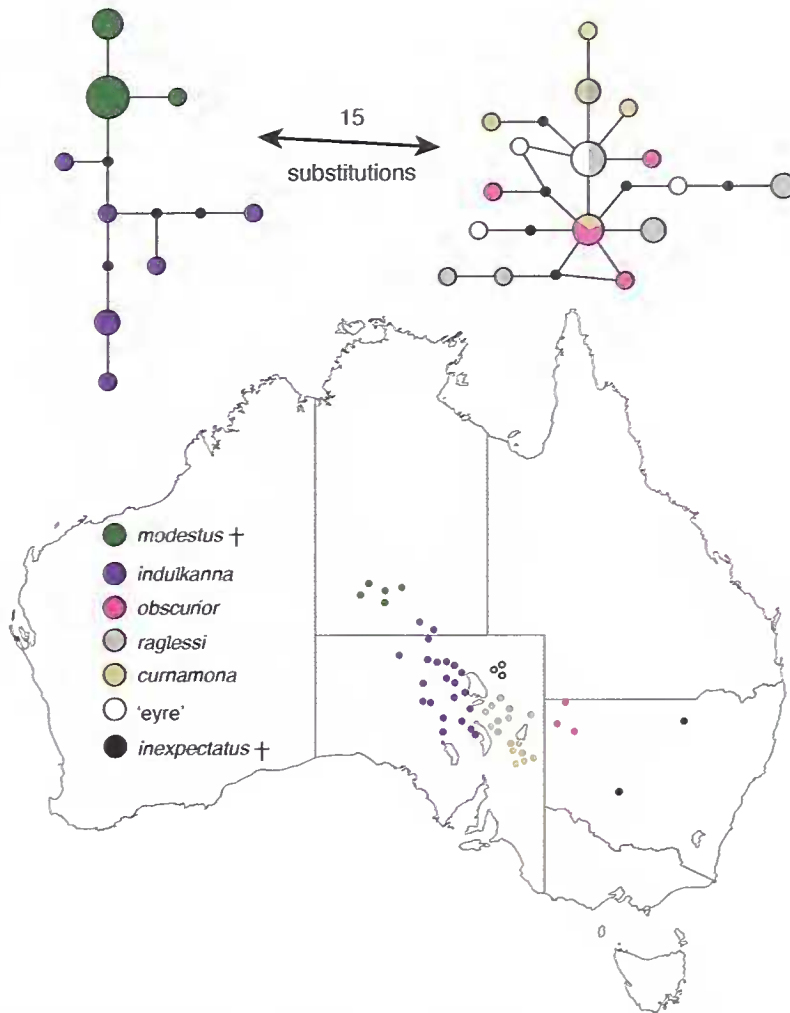 15
substitutions
modestus †
indulkanna
obscurior
raglessi
curnamona
'eyre'
inexpectatus †